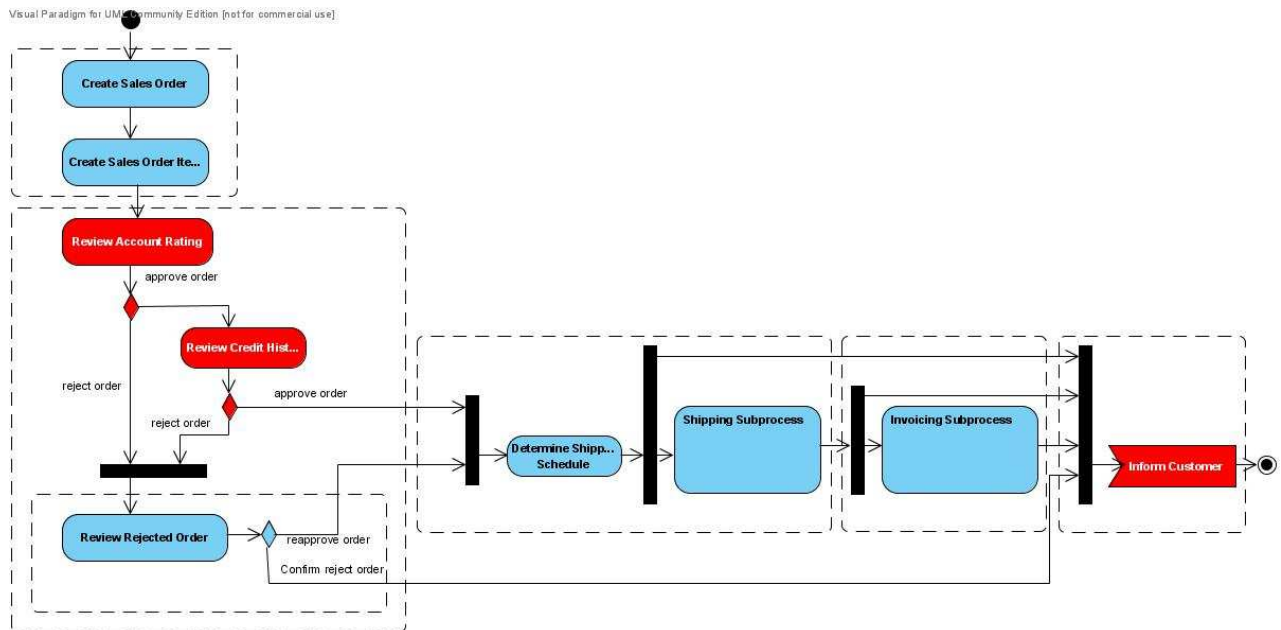 Visual Paradigm for UML Community Edition [not for commercial use]
Create Sales Order
Create Sales Order Ite...
Review Account Rating
approve order
Review Credit Hist...
reject order
approve order
reject order
Shipping Subprocess
Invoicing Subprocess
Determine Shipp...
Schedule
Inform Customer
Review Rejected Order
reapprove order
Confirm reject order